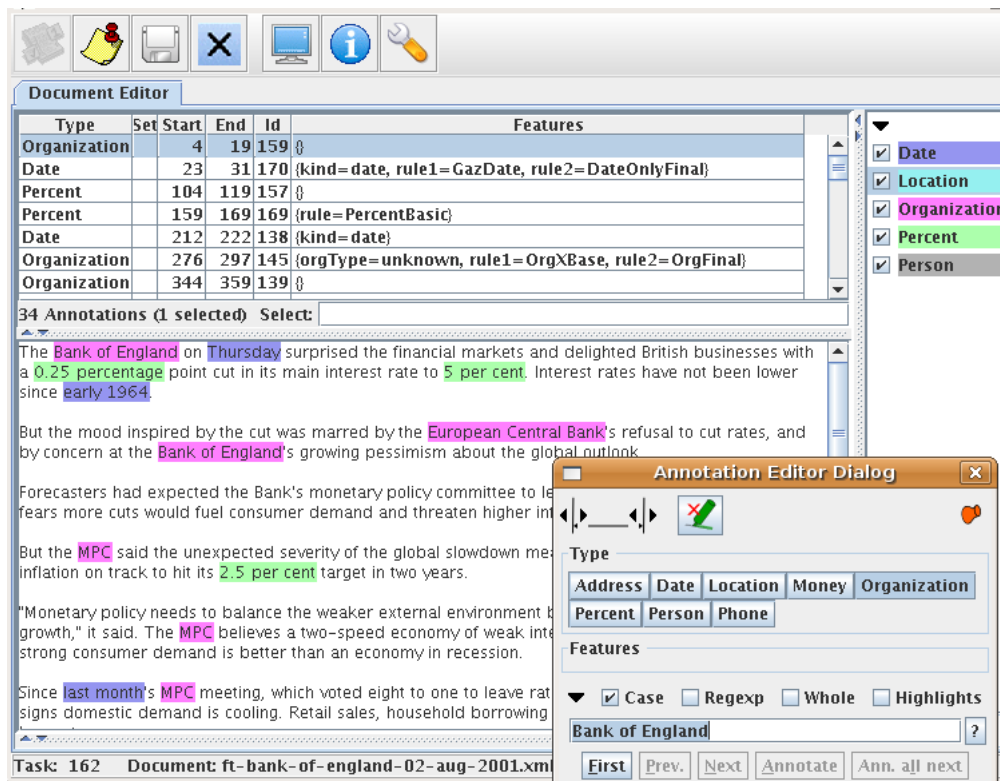 Document Editor
Type Set Start End Id Features
Organization 4 19 159 {}
Date 23 31 170 {kind=date, rule1=GazDate, rule2=DateOnlyFinal}
Percent 104 119 157 {}
Percent 159 169 169 {rule=PercentBasic}
Date 212 222 138 {kind=date}
Organization 276 297 145 {orgType=unknown, rule1=OrgXBase, rule2=OrgFinal}
Organization 344 359 139 {}
34 Annotations (1 selected) Select:
Date
Location
Organization
Percent
Person
The Bank of England on Thursday surprised the financial markets and delighted British businesses with
a 0.25 percentage point cut in its main interest rate to 5 per cent. Interest rates have not been lower
since early 1964.
But the mood inspired by the cut was marred by the European Central Bank's refusal to cut rates, and
by concern at the Bank of England's growing pessimism about the global outlook
Forecasters had expected the Bank's monetary policy committee to le
fears more cuts would fuel consumer demand and threaten higher in
But the MPC said the unexpected severity of the global slowdown mea
inflation on track to hit its 2.5 per cent target in two years.
"Monetary policy needs to balance the weaker external environment b
growth," it said. The MPC believes a two-speed economy of weak inte
strong consumer demand is better than an economy in recession.
Since last month's MPC meeting, which voted eight to one to leave rat
signs domestic demand is cooling. Retail sales, household borrowing
Task: 162 Document: ft-bank-of-england-02-aug-2001.xml
Annotation Editor Dialog
Type
Address Date Location Money Organization
Percent Person Phone
Features
Case Regexp Whole Highlights
Bank of England ?
First Prev. Next Annotate Ann. all next